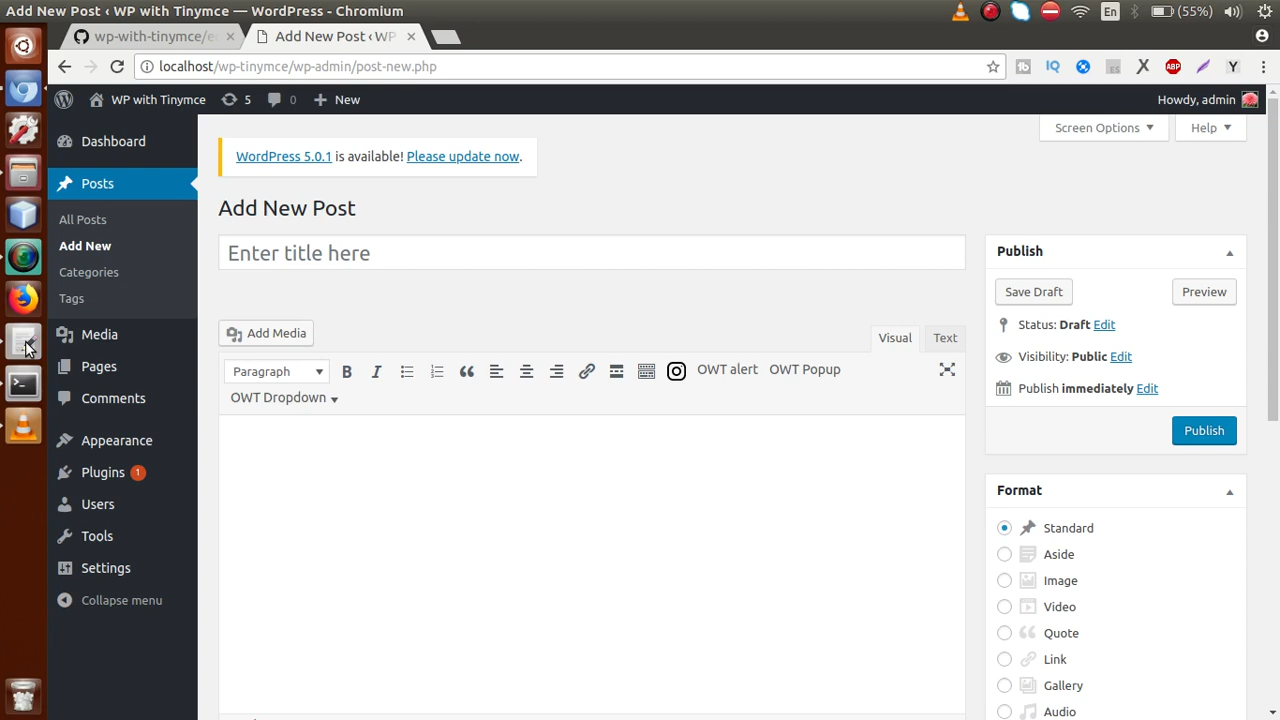 Add New Post ‹ WP with Tinymce — WordPress - Chromium
En
(55%)
wp-with-tinymce/e
Add New Post ‹ WP
localhost/wp-tinymce/wp-admin/post-new.php
IQ
ES
X
ABP
Y
WP with Tinymce
5
0
New
Howdy, admin
Dashboard
Posts
All Posts
Add New
Categories
Tags
Media
Pages
Comments
Appearance
Plugins 1
Users
Tools
Settings
Collapse menu
Screen Options
Help
WordPress 5.0.1 is available! Please update now.
Add New Post
Enter title here
Add Media
Visual
Text
Paragraph
B
I
OWT alert
OWT Popup
OWT Dropdown
Publish
Save Draft
Preview
Status: Draft Edit
Visibility: Public Edit
Publish immediately Edit
Publish
Format
Standard
Aside
Image
Video
Quote
Link
Gallery
Audio